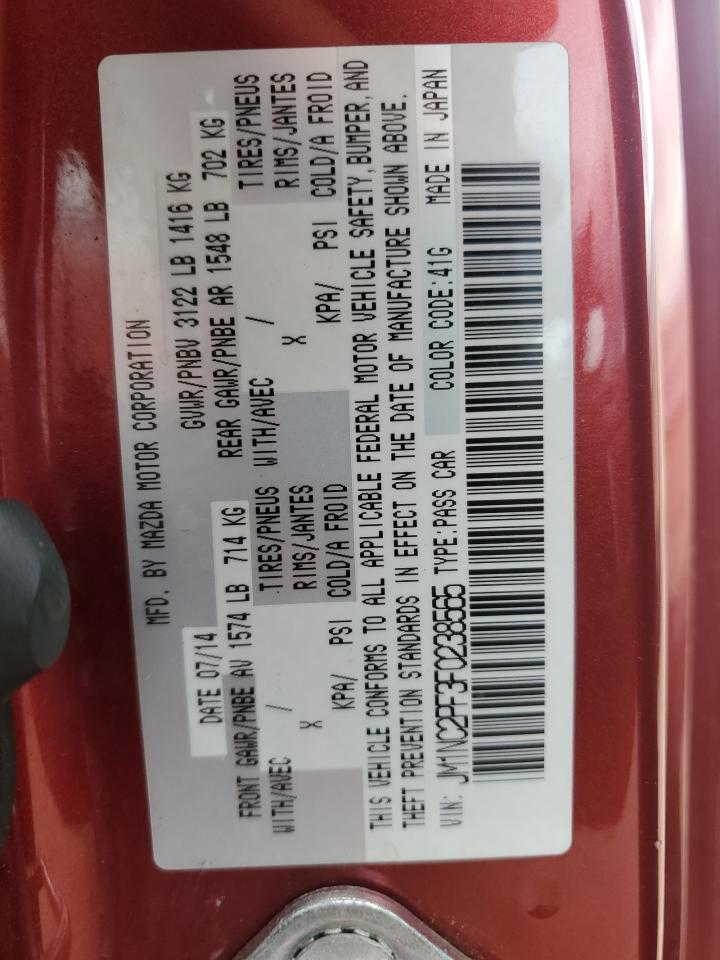 MFD. BY MAZDA MOTOR CORPORATION
DATE 07/14 GVWR/PNBV 3122 LB 1416 KG
FRONT GAWR/PNBE AV 1574 LB 714 KG REAR GAWR/PNBE AR 1548 LB 702 KG
WITH/AVEC / TIRES/PNEUS WITH/AVEC / TIRES/PNEUS
X RIMS/JANTES X RIMS/JANTES
KPA/ PSI COLD/A FROID KPA/ PSI COLD/A FROID
THIS VEHICLE CONFORMS TO ALL APPLICABLE FEDERAL MOTOR VEHICLE SAFETY, BUMPER, AND
THEFT PREVENTION STANDARDS IN EFFECT ON THE DATE OF MANUFACTURE SHOWN ABOVE.
VIN: JM1NC2PF3F0238565 TYPE:PASS CAR COLOR CODE:41G MADE IN JAPAN